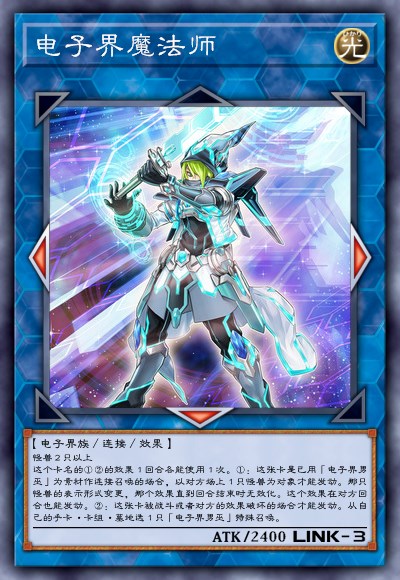 电子界魔法师
ひかり
光
【电子界族／连接／效果】
怪兽2只以上
这个卡名的①②的效果1回合各能使用1次。①：这张卡是已用「电子界男
巫」为素材作连接召唤的场合，以对方场上1只怪兽为对象才能发动。那只
怪兽的表示形式变更，那个效果直到回合结束时无效化。这个效果在对方回
合也能发动。②：这张卡被战斗或者对方的效果破坏的场合才能发动。从自
己的手卡·卡组·墓地选1只「电子界男巫」特殊召唤。
ATK/2400 LINK-3